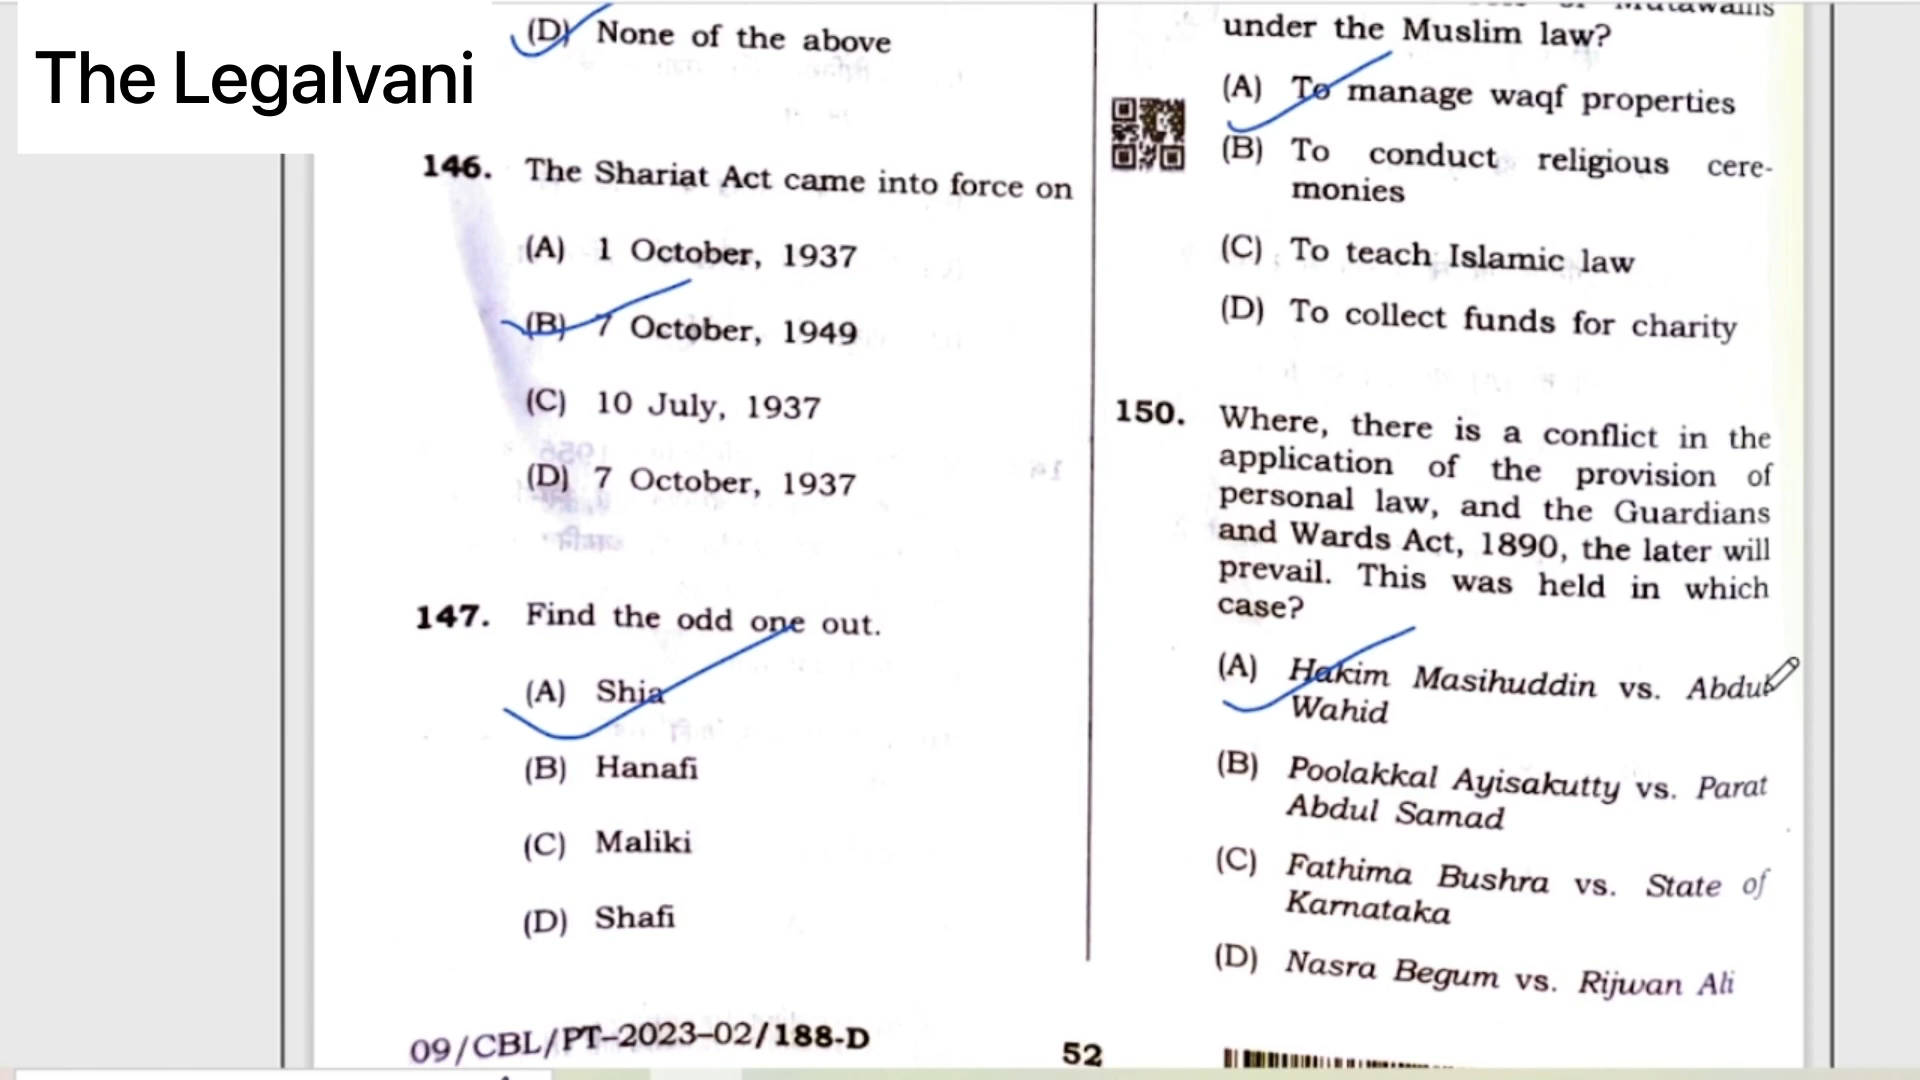 The Legalvani
(D) None of the above
146. The Shariat Act came into force on
(A) 1 October, 1937
(B) 7 October, 1949
(C) 10 July, 1937
(D) 7 October, 1937
147. Find the odd one out.
(A) Shia
(B) Hanafi
(C) Maliki
(D) Shafi
09/CBL/PT–2023–02/188-D
52
Mutawallis
under the Muslim law?
(A) To manage waqf properties
(B) To conduct religious cere-
monies
(C) To teach Islamic law
(D) To collect funds for charity
150. Where, there is a conflict in the
application of the provision of
personal law, and the Guardians
and Wards Act, 1890, the later will
prevail. This was held in which
case?
(A) Hakim Masihuddin vs. Abdul
Wahid
(B) Poolakkal Ayisakutty vs. Parat
Abdul Samad
(C) Fathima Bushra vs. State of
Karnataka
(D) Nasra Begum vs. Rijwan Ali